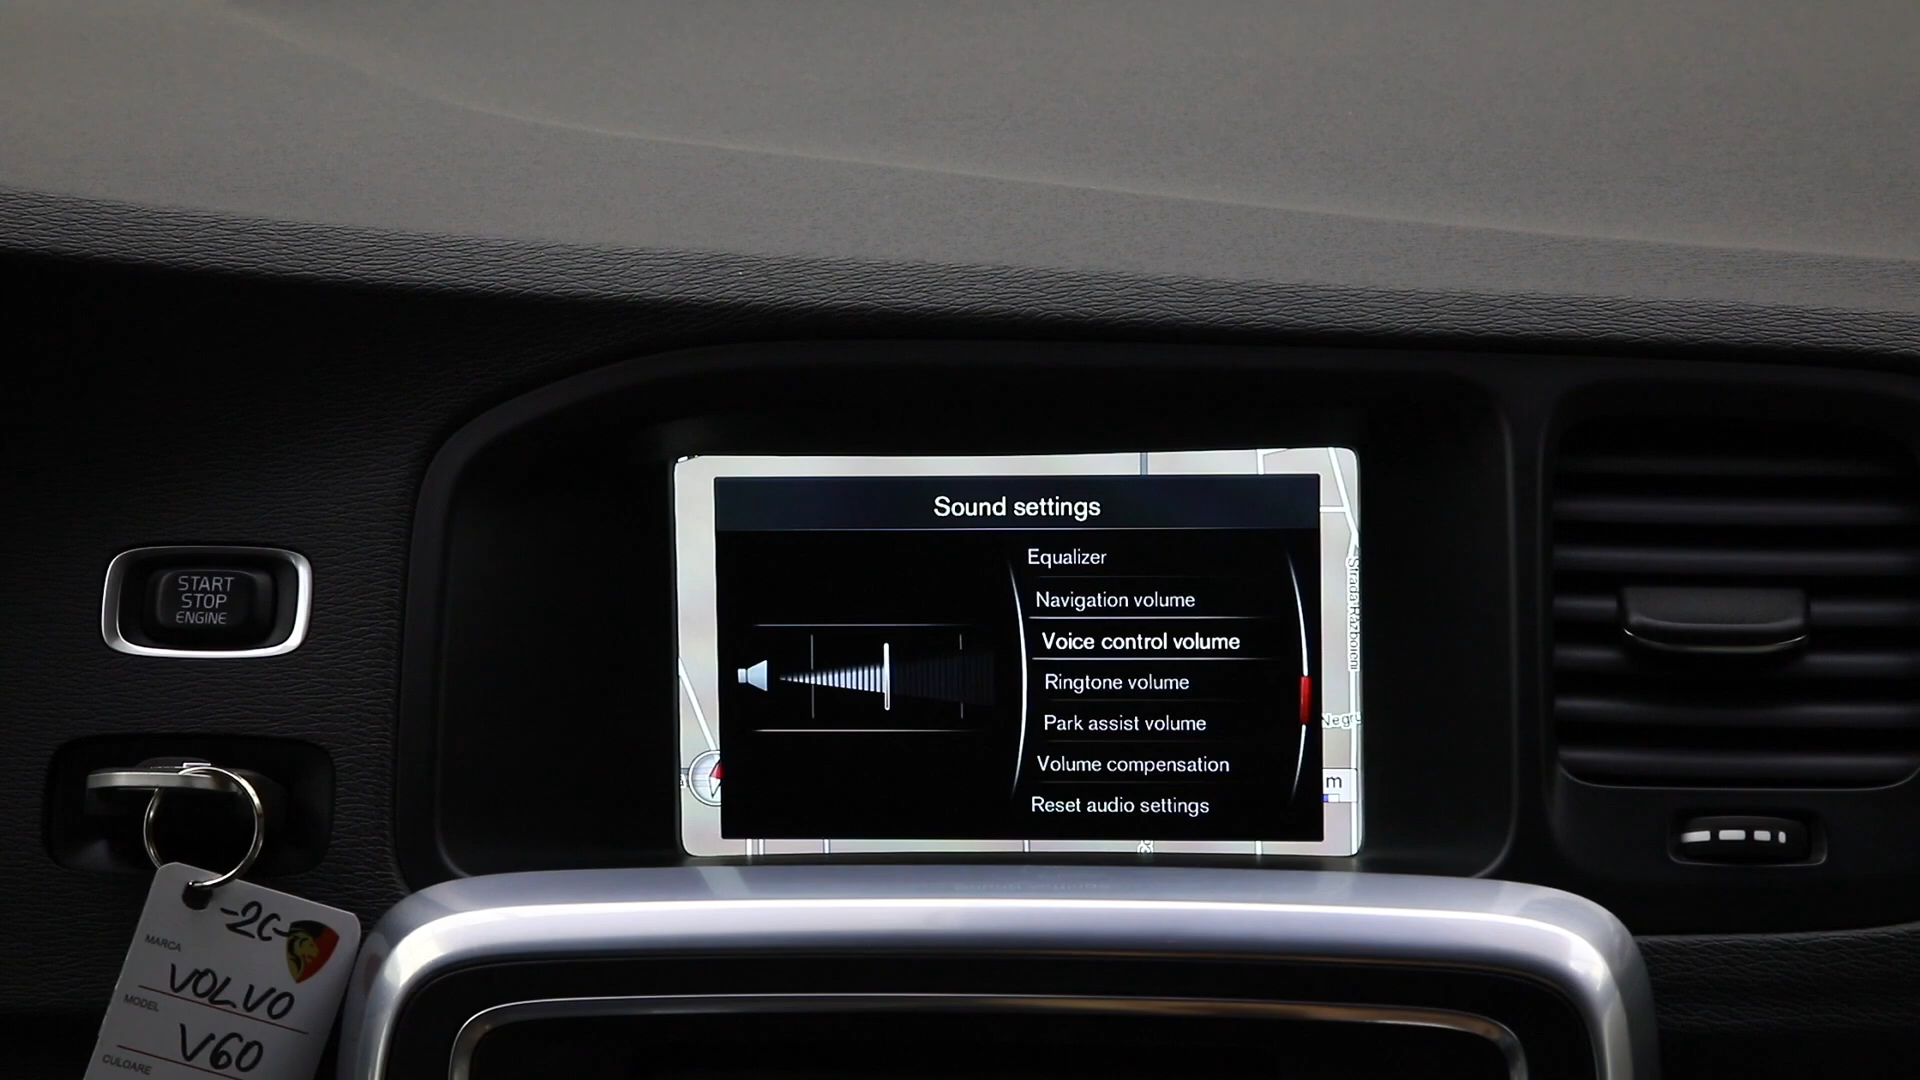 Sound settings
Equalizer
Navigation volume
Voice control volume
Ringtone volume
Park assist volume
Volume compensation
Reset audio settings
Strada Războieni
Negru
m
START
STOP
ENGINE
MARCA
VOLVO
MODEL
V60
CULOARE